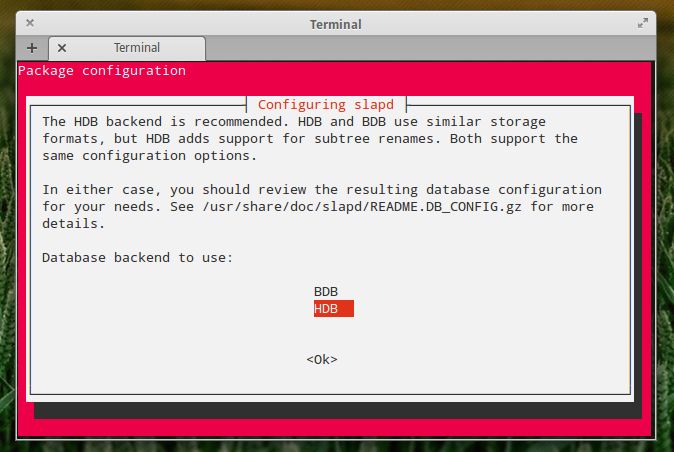 Terminal
Terminal
Package configuration
Configuring slapd
The HDB backend is recommended. HDB and BDB use similar storage
formats, but HDB adds support for subtree renames. Both support the
same configuration options.
In either case, you should review the resulting database configuration
for your needs. See /usr/share/doc/slapd/README.DB_CONFIG.gz for more
details.
Database backend to use:
BDB
HDB
<Ok>